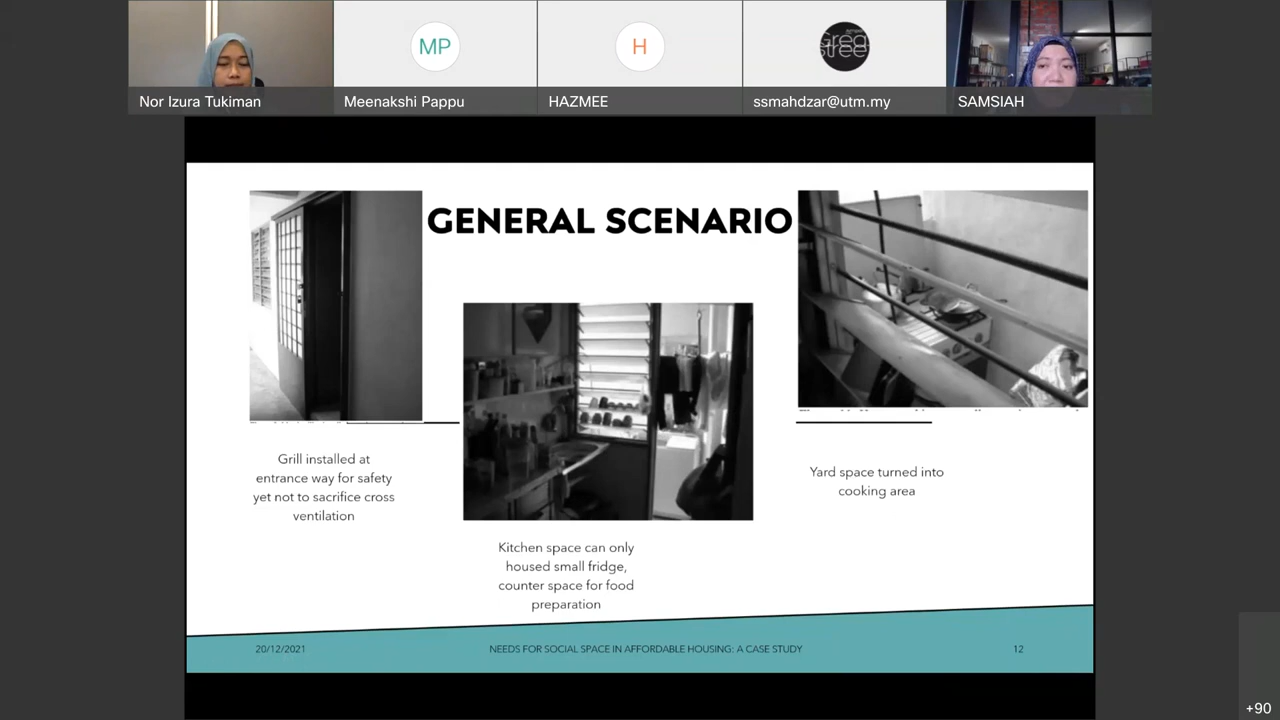 MP
H
Nor Izura Tukiman
Meenakshi Pappu
HAZMEE
ssmahdzar@utm.my
SAMSIAH
GENERAL SCENARIO
Grill installed at
entrance way for safety
yet not to sacrifice cross
ventilation
Yard space turned into
cooking area
Kitchen space can only
housed small fridge,
counter space for food
preparation
20/12/2021
NEEDS FOR SOCIAL SPACE IN AFFORDABLE HOUSING: A CASE STUDY
12
+90